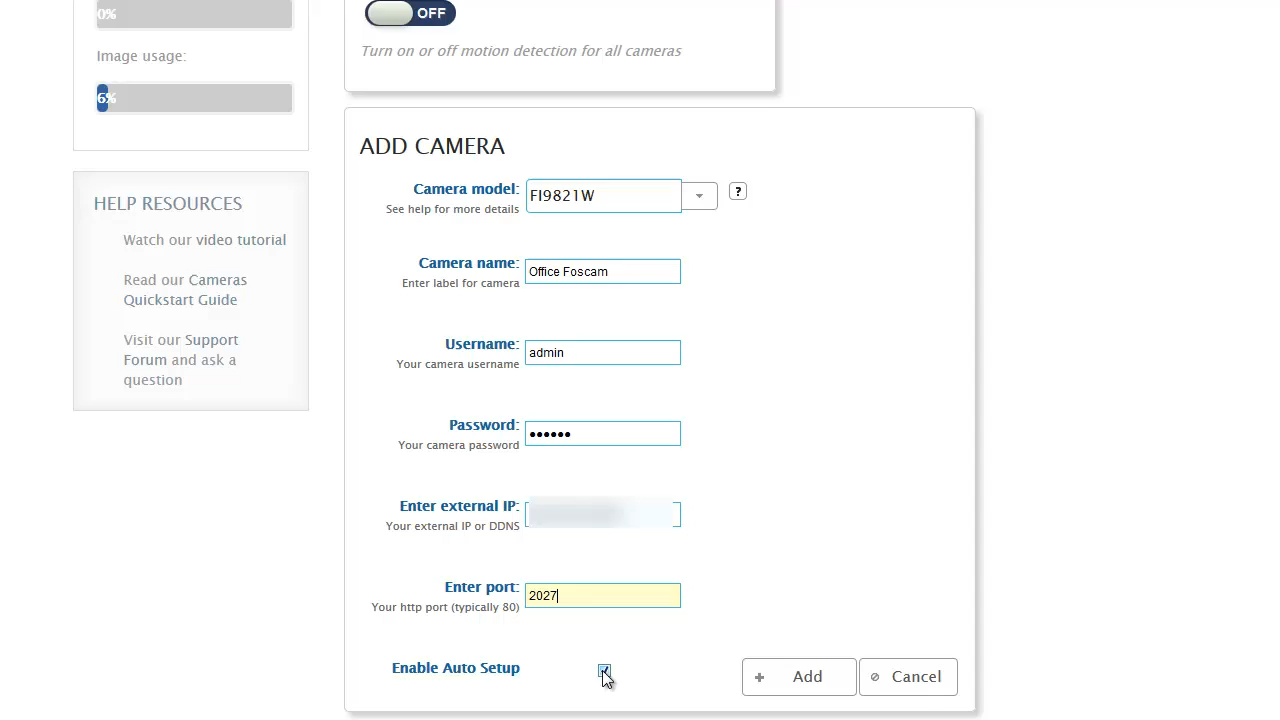 0%
Image usage:
6%
HELP RESOURCES
Watch our video tutorial
Read our Cameras
Quickstart Guide
Visit our Support
Forum and ask a
question
OFF
Turn on or off motion detection for all cameras
ADD CAMERA
Camera model:
See help for more details
FI9821W
?
Camera name:
Enter label for camera
Office Foscam
Username:
Your camera username
admin
Password:
Your camera password
••••••
Enter external IP:
Your external IP or DDNS
Enter port:
Your http port (typically 80)
2027
Enable Auto Setup
Add
Cancel